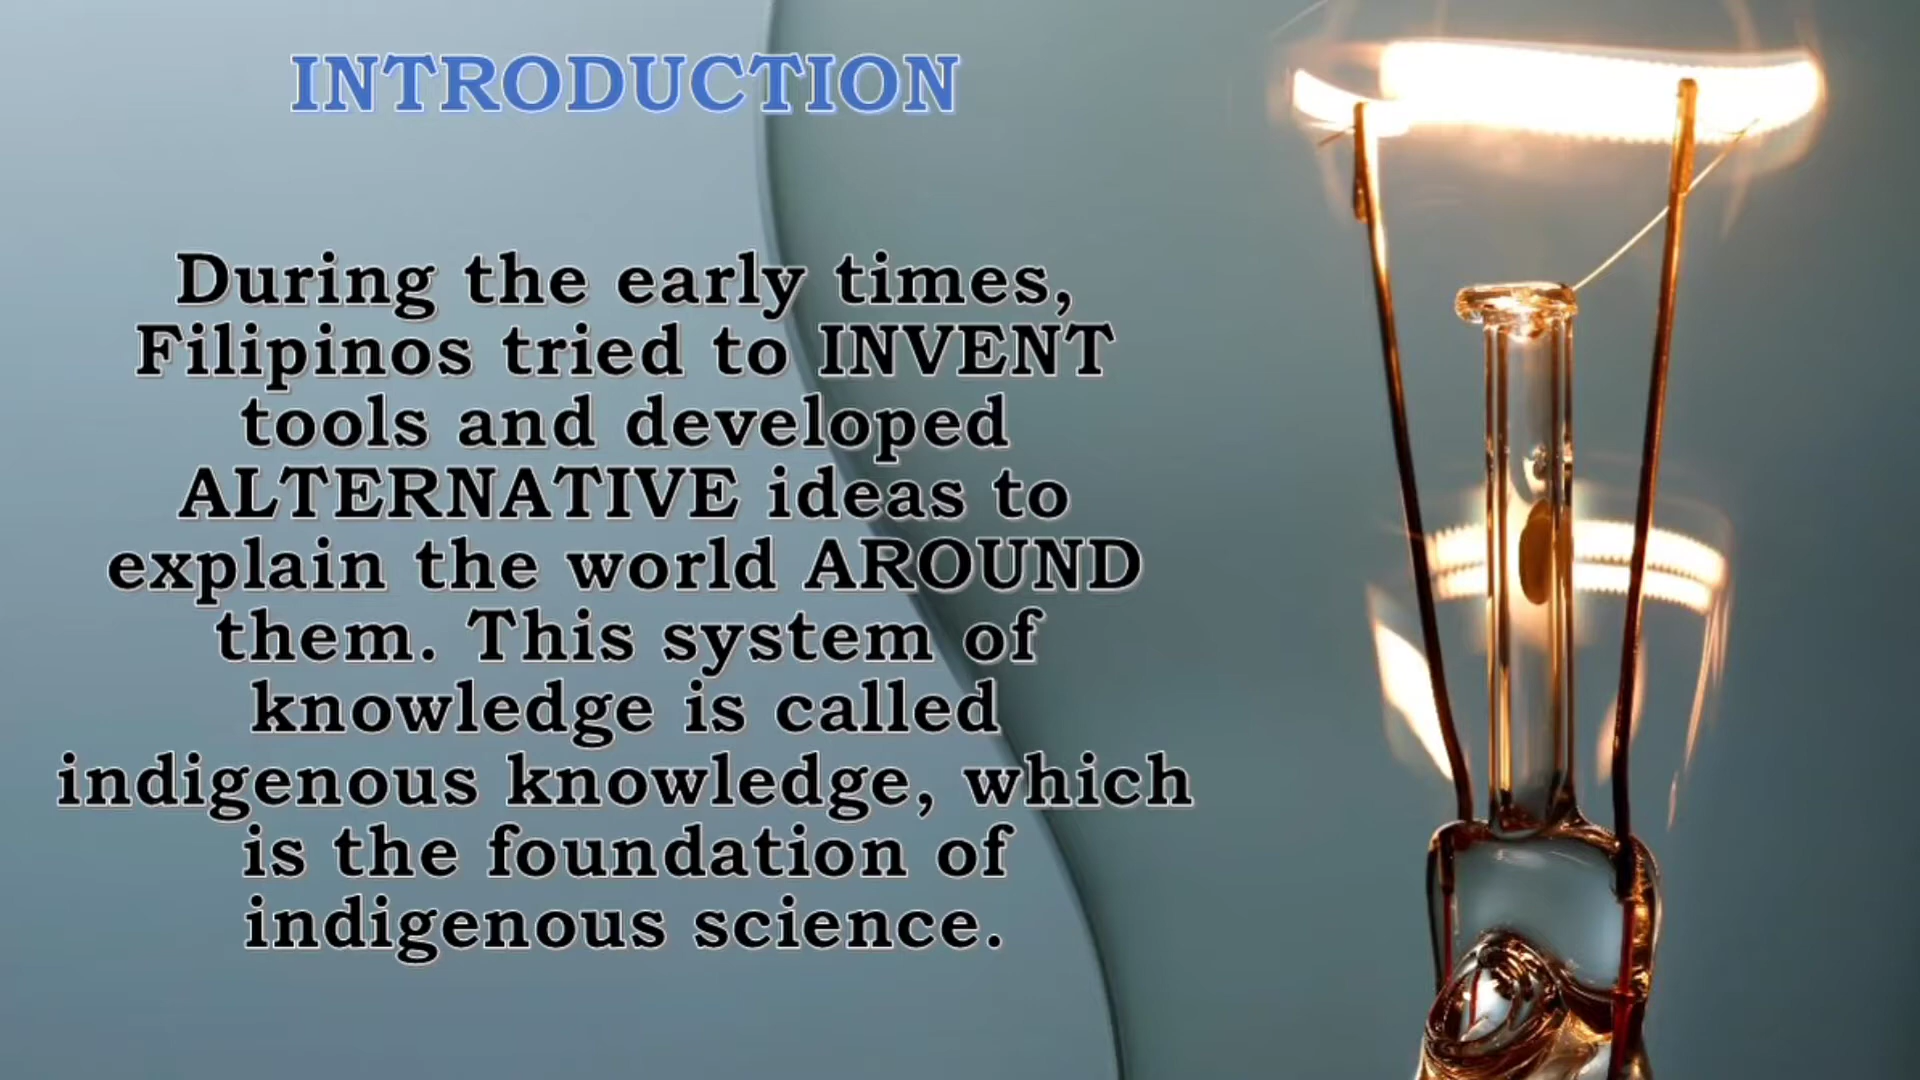 INTRODUCTION
During the early times,
Filipinos tried to INVENT
tools and developed
ALTERNATIVE ideas to
explain the world AROUND
them. This system of
knowledge is called
indigenous knowledge, which
is the foundation of
indigenous science.